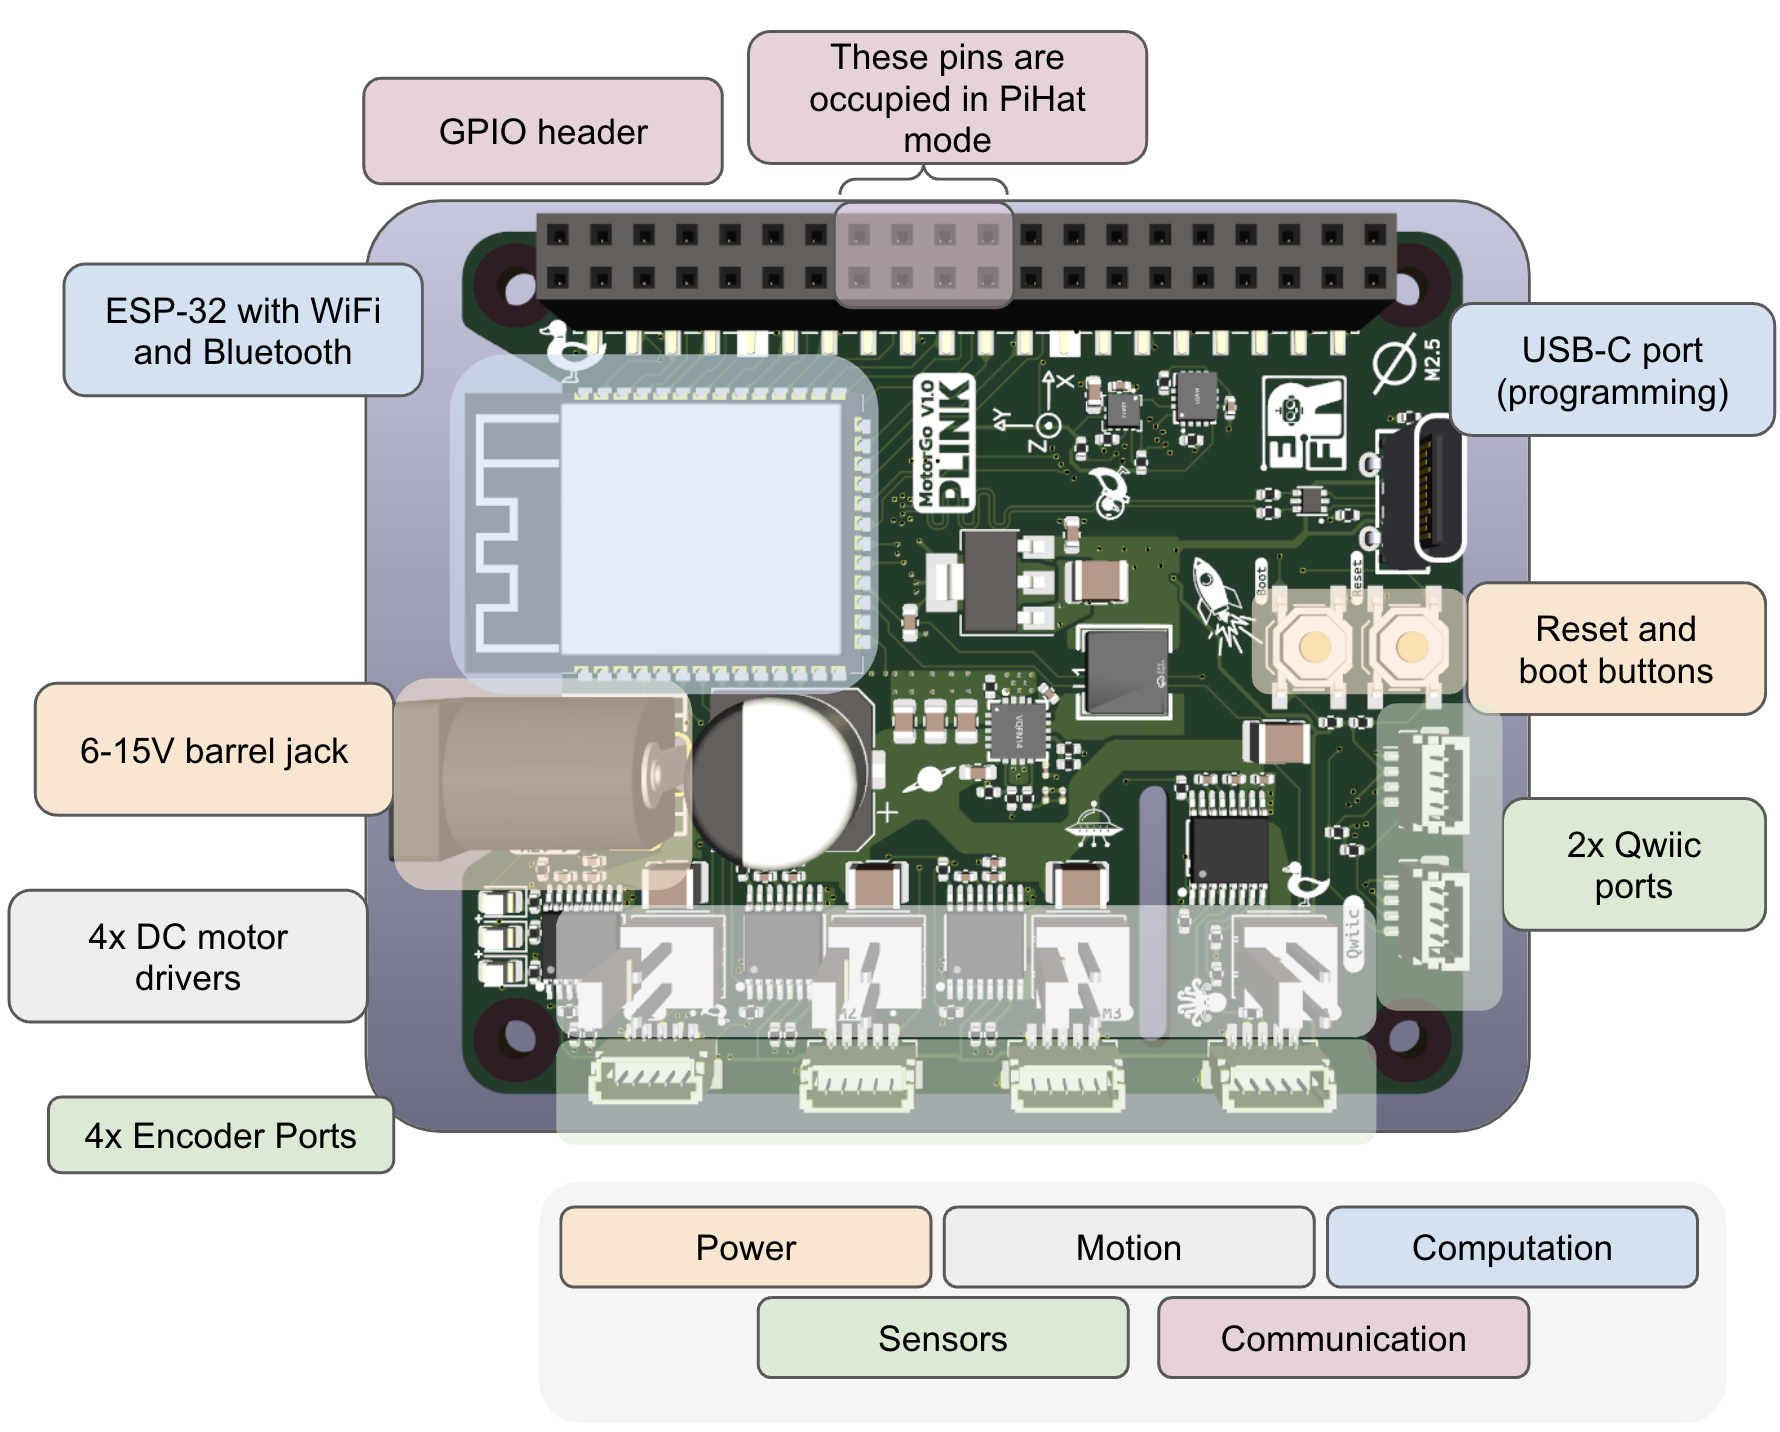 These pins are
occupied in PiHat
mode
GPIO header
ESP-32 with WiFi
and Bluetooth
USB-C port
(programming)
M2.5
MotorGo V1.0
PLINK
X
Y
Z
Boot
Reset
Reset and
boot buttons
6-15V barrel jack
VQFN14
+
2x Qwiic
ports
Qwiic
4x DC motor
drivers
M2
M3
4x Encoder Ports
Power
Motion
Computation
Sensors
Communication